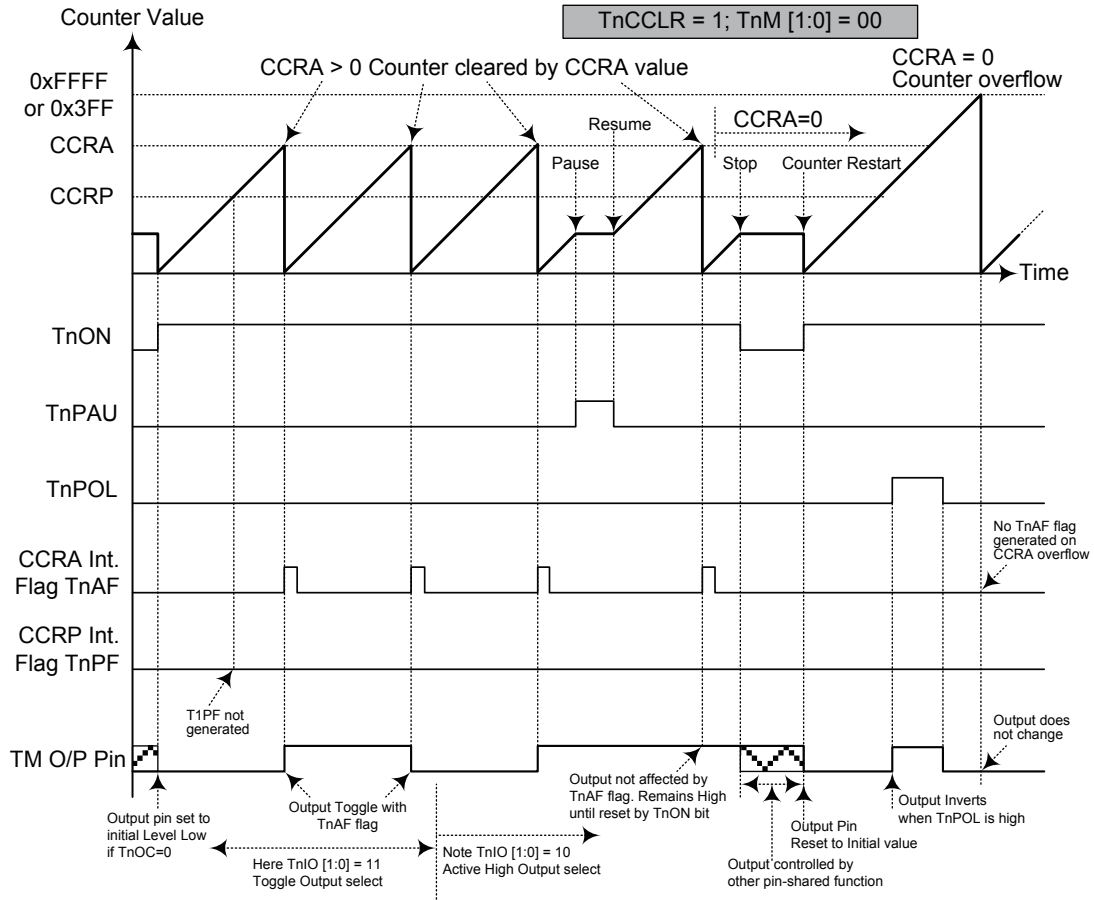 Counter Value
TnCCLR = 1; TnM [1:0] = 00
0xFFFF
or 0x3FF
CCRA > 0 Counter cleared by CCRA value
CCRA = 0
Counter overflow
CCRA
CCRP
Resume
CCRA=0
Pause
Stop
Counter Restart
Time
TnON
TnPAU
TnPOL
No TnAF flag
generated on
CCRA overflow
CCRA Int.
Flag TnAF
CCRP Int.
Flag TnPF
T1PF not
generated
Output does
not change
TM O/P Pin
Output pin set to
initial Level Low
if TnOC=0
Output Toggle with
TnAF flag
Here TnIO [1:0] = 11
Toggle Output select
Note TnIO [1:0] = 10
Active High Output select
Output not affected by
TnAF flag. Remains High
until reset by TnON bit
Output Pin
Reset to Initial value
Output controlled by
other pin-shared function
Output Inverts
when TnPOL is high